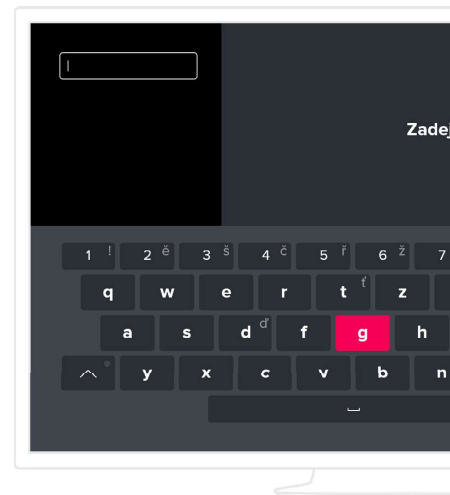 Zadej
1 ! 2 ě 3 š 4 č 5 ř 6 ž 7
q w e r t ť z
a s d ď f g h
y x c v b n